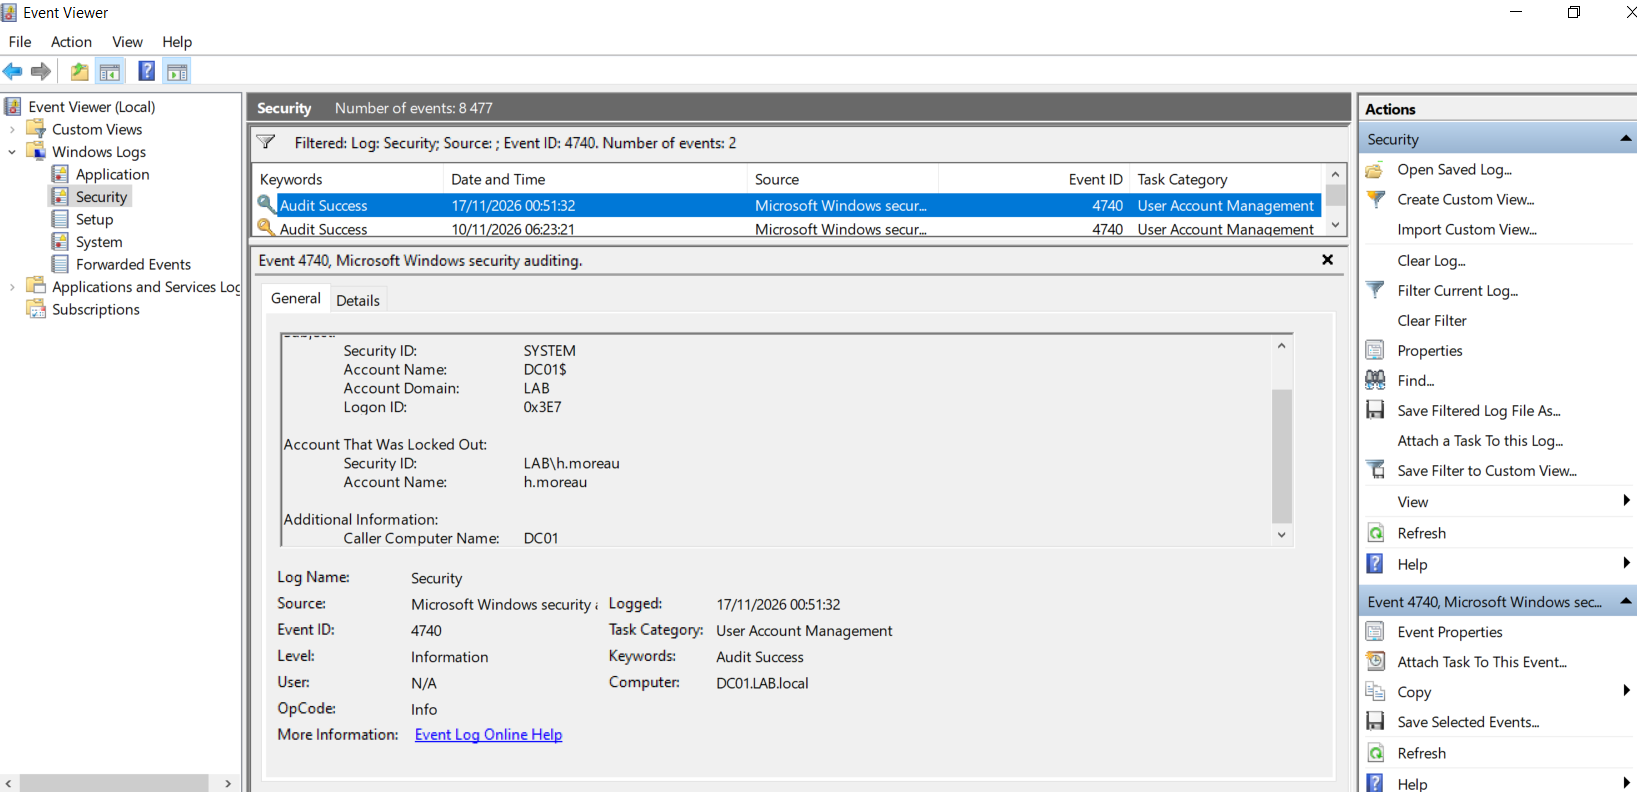 Event Viewer
File Action View Help
Event Viewer (Local)
Custom Views
Windows Logs
Application
Security
Setup
System
Forwarded Events
Applications and Services Log
Subscriptions
Security Number of events: 8 477
Filtered: Log: Security; Source: ; Event ID: 4740. Number of events: 2
Keywords Date and Time Source Event ID Task Category
Audit Success 17/11/2026 00:51:32 Microsoft Windows secur... 4740 User Account Management
Audit Success 10/11/2026 06:23:21 Microsoft Windows secur... 4740 User Account Management
Event 4740, Microsoft Windows security auditing.
General Details
Security ID: SYSTEM
Account Name: DC01$
Account Domain: LAB
Logon ID: 0x3E7
Account That Was Locked Out:
Security ID: LAB\h.moreau
Account Name: h.moreau
Additional Information:
Caller Computer Name: DC01
Log Name: Security
Source: Microsoft Windows security Logged: 17/11/2026 00:51:32
Event ID: 4740 Task Category: User Account Management
Level: Information Keywords: Audit Success
User: N/A Computer: DC01.LAB.local
OpCode: Info
More Information: Event Log Online Help
Actions
Security
Open Saved Log...
Create Custom View...
Import Custom View...
Clear Log...
Filter Current Log...
Clear Filter
Properties
Find...
Save Filtered Log File As...
Attach a Task To this Log...
Save Filter to Custom View...
View
Refresh
Help
Event 4740, Microsoft Windows sec...
Event Properties
Attach Task To This Event...
Copy
Save Selected Events...
Refresh
Help